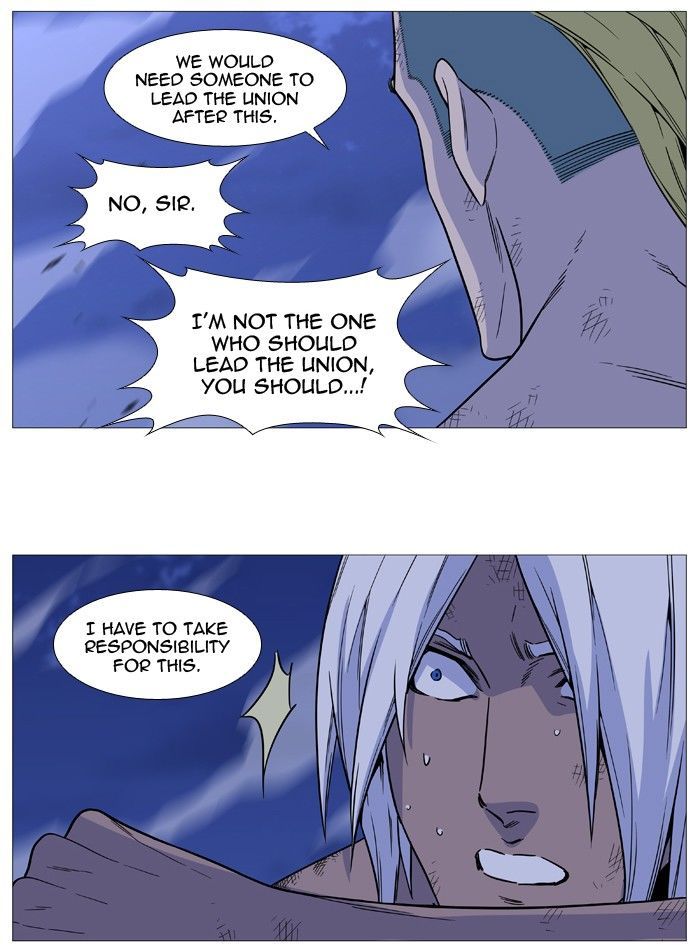 WE WOULD
NEED SOMEONE TO
LEAD THE UNION
AFTER THIS.
NO, SIR.
I'M NOT THE ONE
WHO SHOULD
LEAD THE UNION,
YOU SHOULD...!
I HAVE TO TAKE
RESPONSIBILITY
FOR THIS.